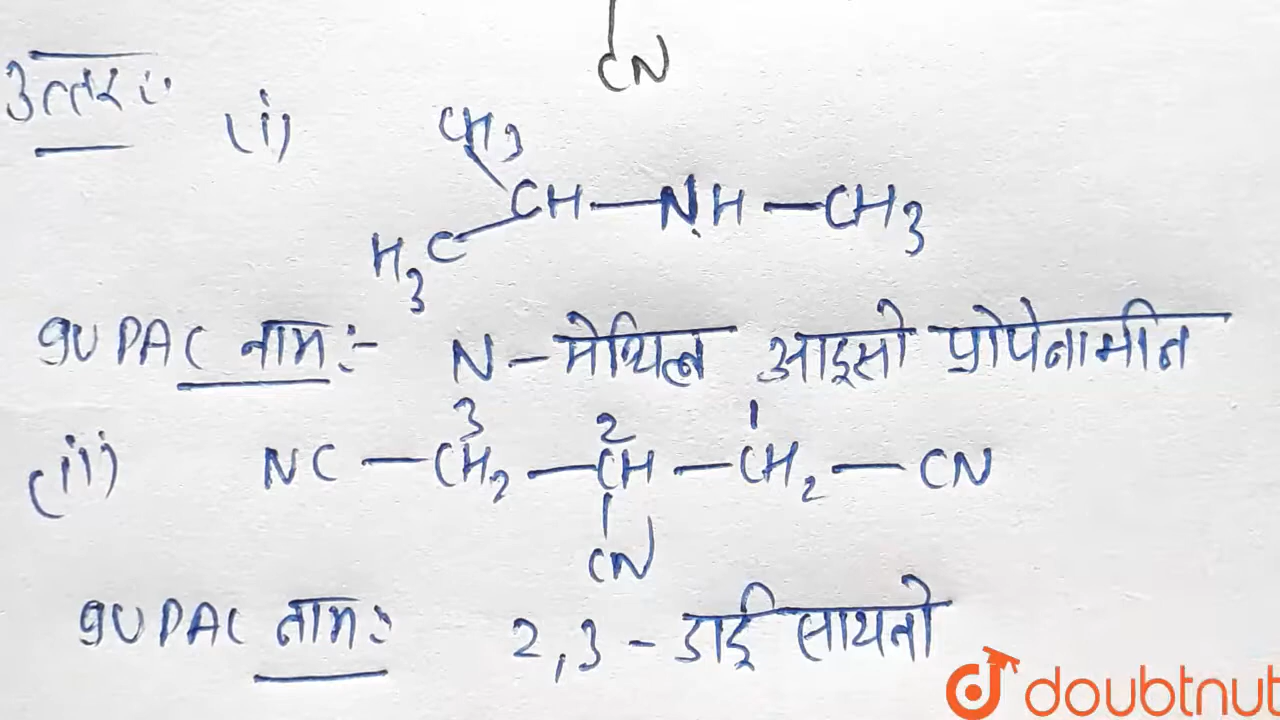 CN
उत्तर:
(i)
CH3
CH—NH—CH3
H3C
IUPAC नाम:- N-मेथिल आइसो प्रोपेनामीन
3 2 1
(ii) NC—CH2—CH—CH2—CN
CN
IUPAC नाम: 2,3-डाई सायनो
doubtnut